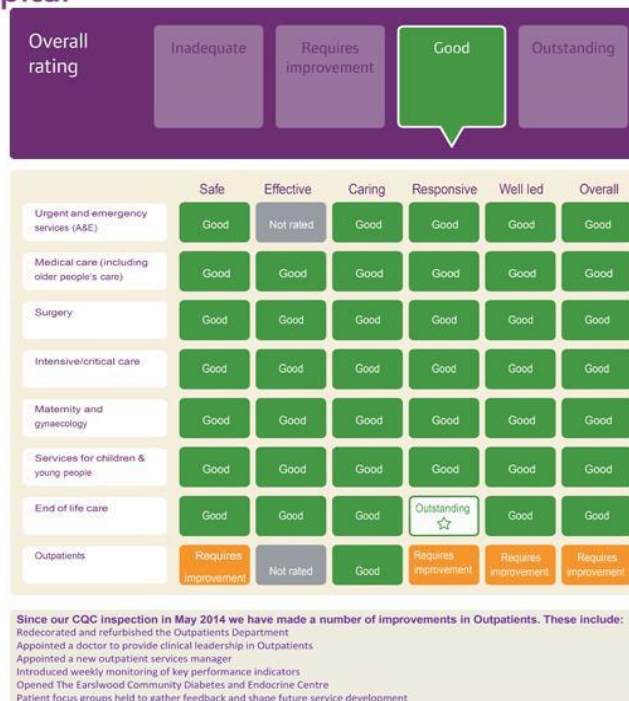 Overall
rating
Inadequate
Requires
improvement
Good
Outstanding
Safe Effective Caring Responsive Well led Overall
Urgent and emergency
services (A&E)
Good Not rated Good Good Good Good
Medical care (including
older people's care)
Good Good Good Good Good Good
Surgery
Good Good Good Good Good Good
Intensive/critical care
Good Good Good Good Good Good
Maternity and
gynaecology
Good Good Good Good Good Good
Services for children &
young people
Good Good Good Good Good Good
End of life care
Good Good Good Outstanding Good Good
Outpatients
Requires
improvement
Not rated
Good
Requires
improvement
Requires
improvement
Requires
improvement
Since our CQC inspection in May 2014 we have made a number of improvements in Outpatients. These include:
Redecorated and refurbished the Outpatients Department
Appointed a doctor to provide clinical leadership in Outpatients
Appointed a new outpatient services manager
Introduced weekly monitoring of key performance indicators
Opened The Earslwood Community Diabetes and Endocrine Centre
Patient focus groups held to gather feedback and shape future service development